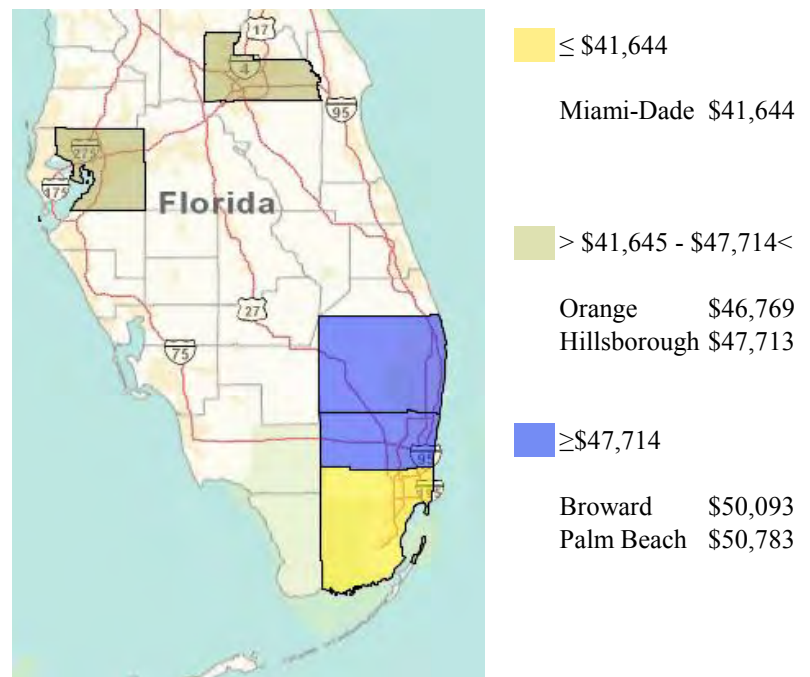 17
4
95
275
175
Florida
27
75
95
≤ $41,644
Miami-Dade $41,644
> $41,645 - $47,714<
Orange $46,769
Hillsborough $47,713
≥$47,714
Broward $50,093
Palm Beach $50,783